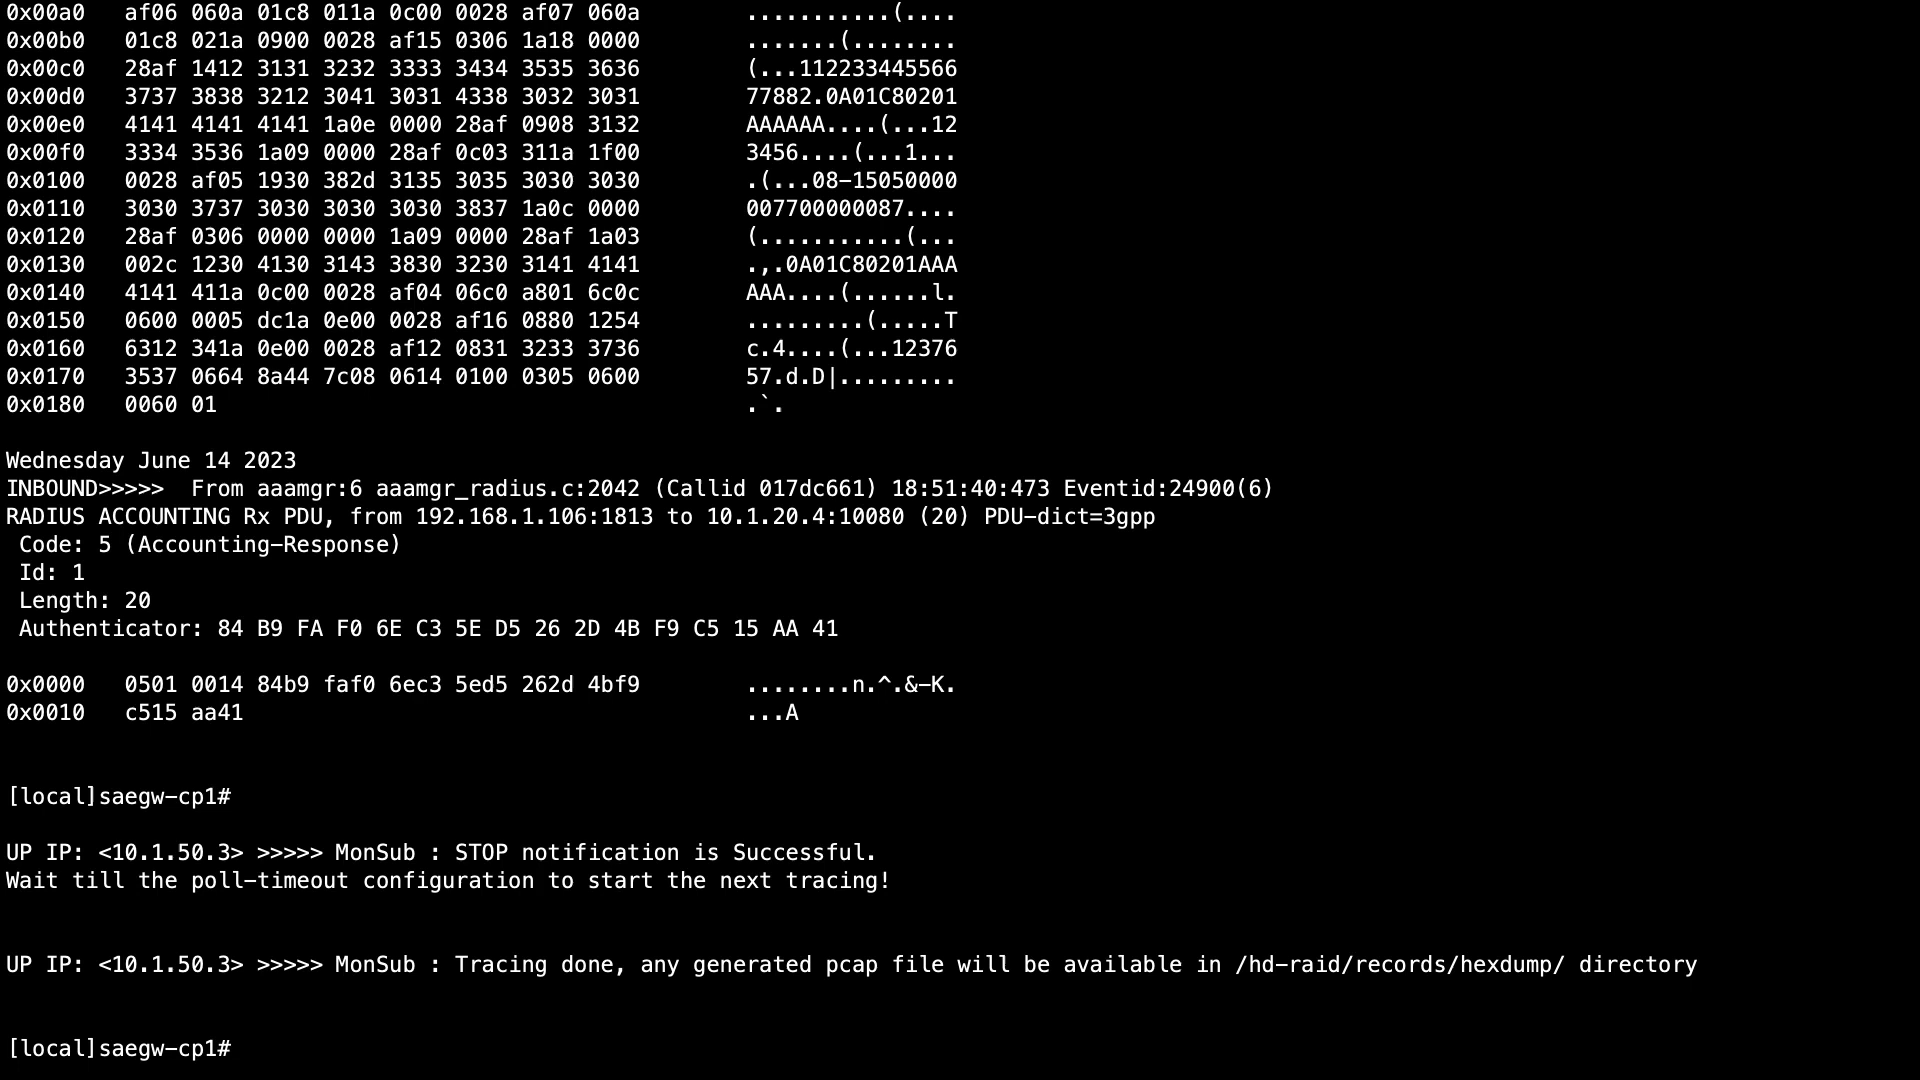 0x00a0   af06 060a 01c8 011a 0c00 0028 af07 060a        ...........(....
0x00b0   01c8 021a 0900 0028 af15 0306 1a18 0000        .......(........
0x00c0   28af 1412 3131 3232 3333 3434 3535 3636        (...112233445566
0x00d0   3737 3838 3212 3041 3031 4338 3032 3031        77882.0A01C80201
0x00e0   4141 4141 4141 1a0e 0000 28af 0908 3132        AAAAAA....(...12
0x00f0   3334 3536 1a09 0000 28af 0c03 311a 1f00        3456....(...1...
0x0100   0028 af05 1930 382d 3135 3035 3030 3030        .(...08-15050000
0x0110   3030 3737 3030 3030 3030 3837 1a0c 0000        007700000087....
0x0120   28af 0306 0000 0000 1a09 0000 28af 1a03        (...........(...
0x0130   002c 1230 4130 3143 3830 3230 3141 4141        .,.0A01C80201AAA
0x0140   4141 411a 0c00 0028 af04 06c0 a801 6c0c        AAA....(......l.
0x0150   0600 0005 dc1a 0e00 0028 af16 0880 1254        .........(.....T
0x0160   6312 341a 0e00 0028 af12 0831 3233 3736        c.4....(...12376
0x0170   3537 0664 8a44 7c08 0614 0100 0305 0600        57.d.D|.........
0x0180   0060 01                                        .`.
Wednesday June 14 2023
INBOUND>>>>>  From aaamgr:6 aaamgr_radius.c:2042 (Callid 017dc661) 18:51:40:473 Eventid:24900(6)
RADIUS ACCOUNTING Rx PDU, from 192.168.1.106:1813 to 10.1.20.4:10080 (20) PDU-dict=3gpp
 Code: 5 (Accounting-Response)
 Id: 1
 Length: 20
 Authenticator: 84 B9 FA F0 6E C3 5E D5 26 2D 4B F9 C5 15 AA 41
0x0000   0501 0014 84b9 faf0 6ec3 5ed5 262d 4bf9        ........n.^.&-K.
0x0010   c515 aa41                                      ...A
[local]saegw-cp1#
UP IP: <10.1.50.3> >>>>> MonSub : STOP notification is Successful.
Wait till the poll-timeout configuration to start the next tracing!
UP IP: <10.1.50.3> >>>>> MonSub : Tracing done, any generated pcap file will be available in /hd-raid/records/hexdump/ directory
[local]saegw-cp1#